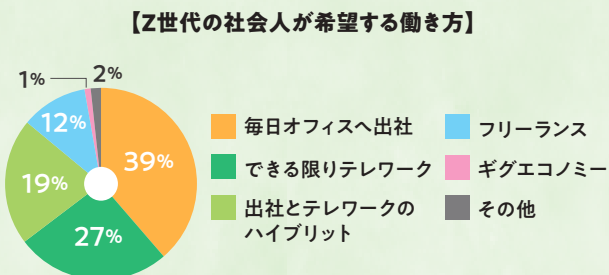 【Z世代の社会人が希望する働き方】
1%
2%
12%
39%
19%
27%
毎日オフィスへ出社
できる限りテレワーク
出社とテレワークの
ハイブリット
フリーランス
ギグエコノミー
その他